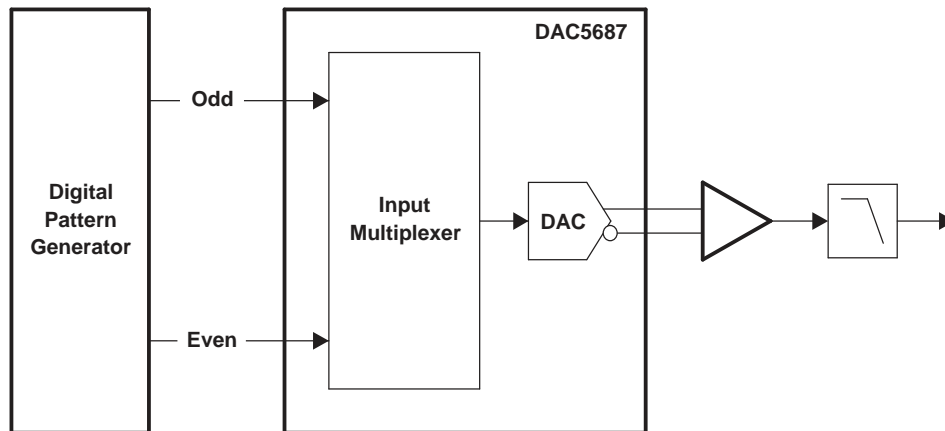 DAC5687
Odd
Digital
Pattern
Generator
Input
Multiplexer
DAC
Even